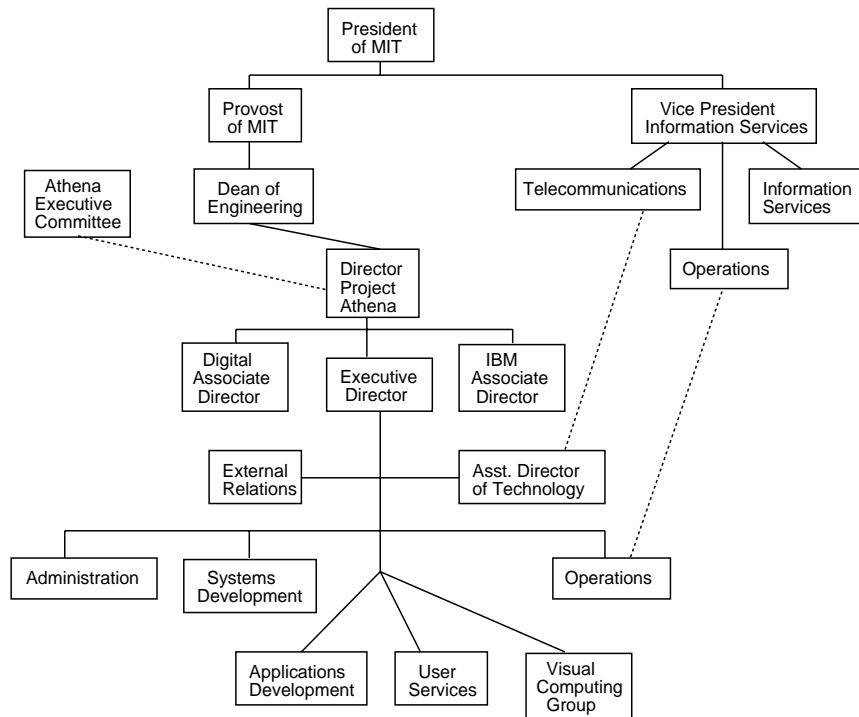 President
of MIT
Provost
of MIT
Vice President
Information Services
Athena
Executive
Committee
Dean of
Engineering
Telecommunications
Information
Services
Director
Project
Athena
Operations
Digital
Associate
Director
Executive
Director
IBM
Associate
Director
External
Relations
Asst. Director
of Technology
Administration
Systems
Development
Operations
Applications
Development
User
Services
Visual
Computing
Group